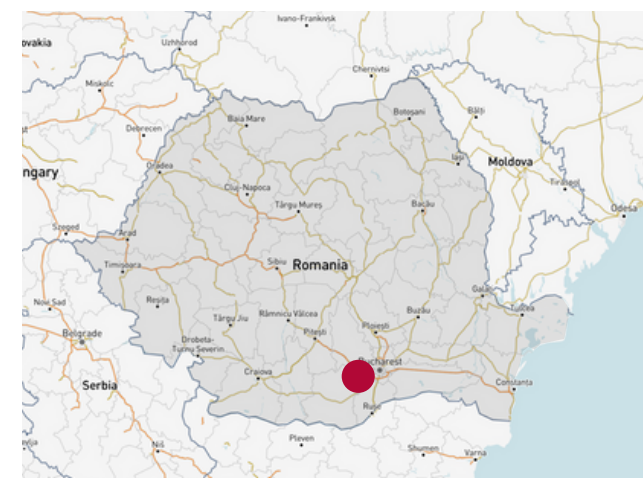 Ivano-Frankivsk
ovakia
Uzhhorod
Chernivtsi
Miskolc
Botoșani
Bălți
Baia Mare
Debrecen
Iași
Moldova
ngary
Oradea
Cluj-Napoca
Tiraspol
Târgu Mureș
Bacău
Odesa
Szeged
Arad
Timișoara
Sibiu
Romania
Galați
Novi Sad
Reșița
Târgu Jiu
Râmnicu Vâlcea
Buzău
Tulcea
Ploiești
Pitești
Belgrade
Drobeta-
Turnu Severin
Bucharest
Craiova
Constanța
Serbia
Ruse
Pleven
Niš
Shumen
Varna